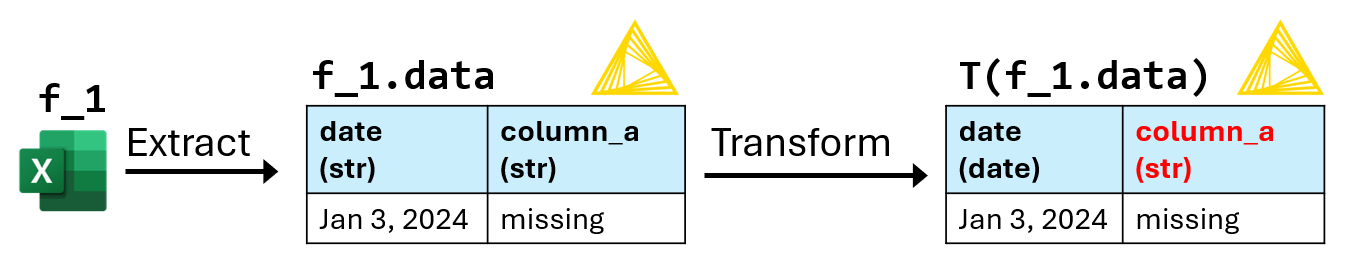 f_1
X
Extract
f_1.data
date
(str)
column_a
(str)
Jan 3, 2024
missing
Transform
T(f_1.data)
date
(date)
column_a
(str)
Jan 3, 2024
missing